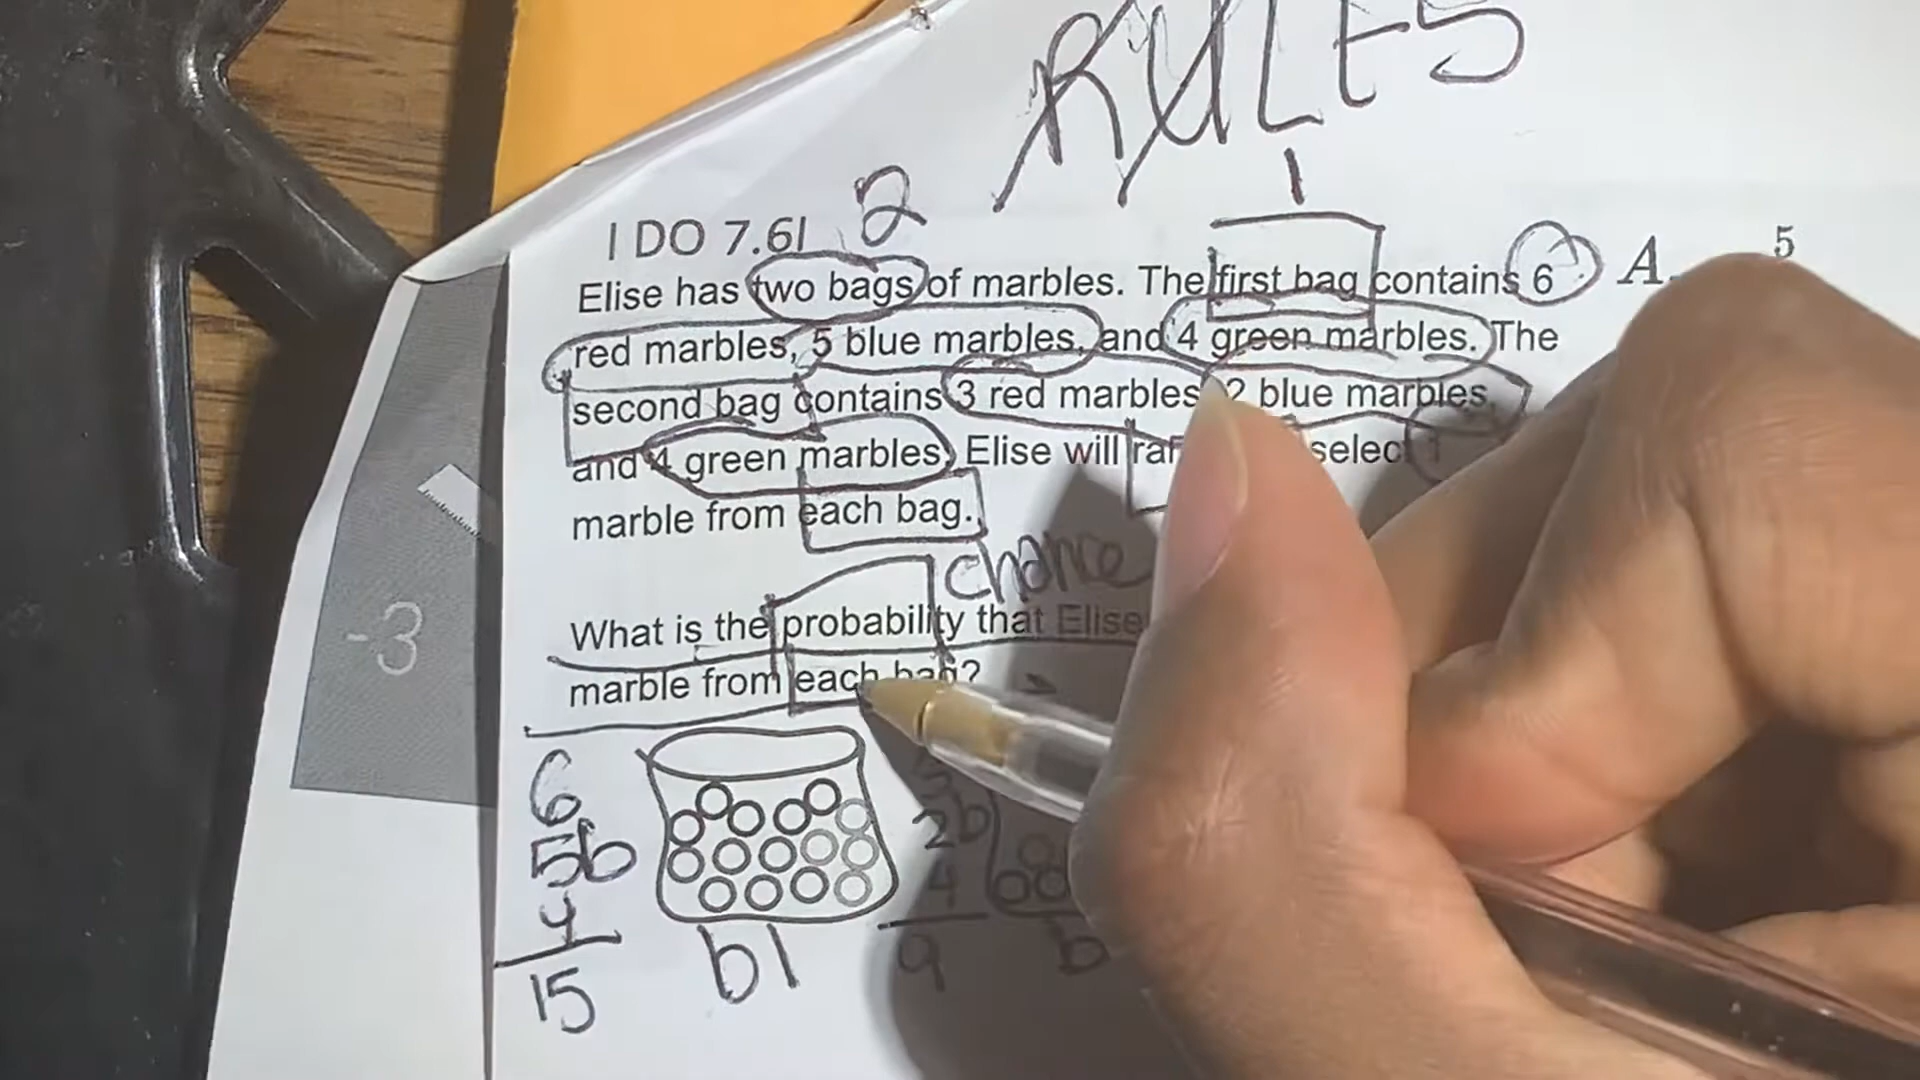 RULES
I DO 7.6I 2 1
Elise has two bags of marbles. The first bag contains 6 A. 5
red marbles, 5 blue marbles, and 4 green marbles. The
second bag contains 3 red marbles 2 blue marbles,
and 4 green marbles. Elise will select 1
marble from each bag.
chance
What is the probability that Elise
marble from each bag?
-3
6
5b 2b
4 4
15 b1 9 b